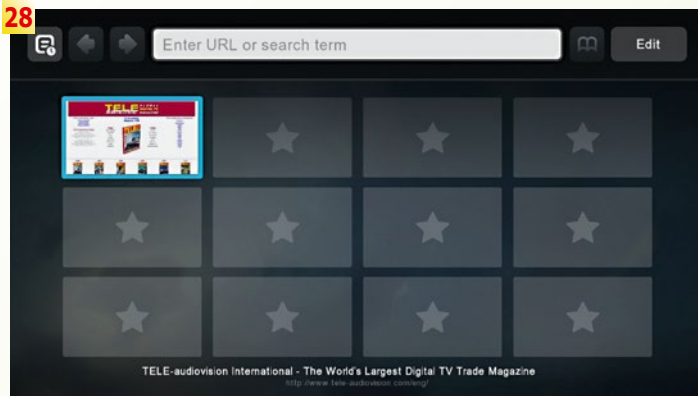 28
Enter URL or search term
Edit
TELE
TELE-audiovision International - The World's Largest Digital TV Trade Magazine
http://www.tele-audiovision.com/eng/